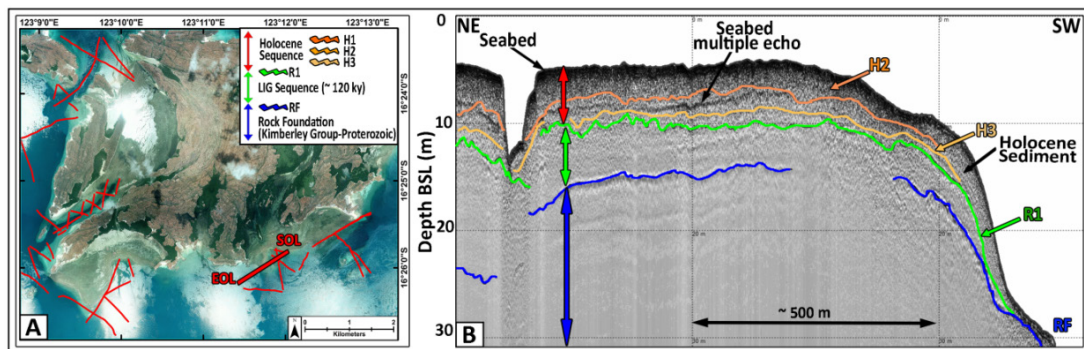 123°9'0"E 123°10'0"E 123°11'0"E 123°12'0"E 123°13'0"E
16°24'0"S
16°25'0"S
16°26'0"S
Holocene
Sequence
H1
H2
H3
R1
LIG Sequence (~ 120 ky)
RF
Rock Foundation
(Kimberley Group-Proterozoic)
SOL
EOL
A
N
0 1 2
Kilometers
Depth BSL (m)
0
10
20
30
NE
SW
Seabed
Seabed
multiple echo
H2
H3
Holocene
Sediment
R1
~ 500 m
RF
B